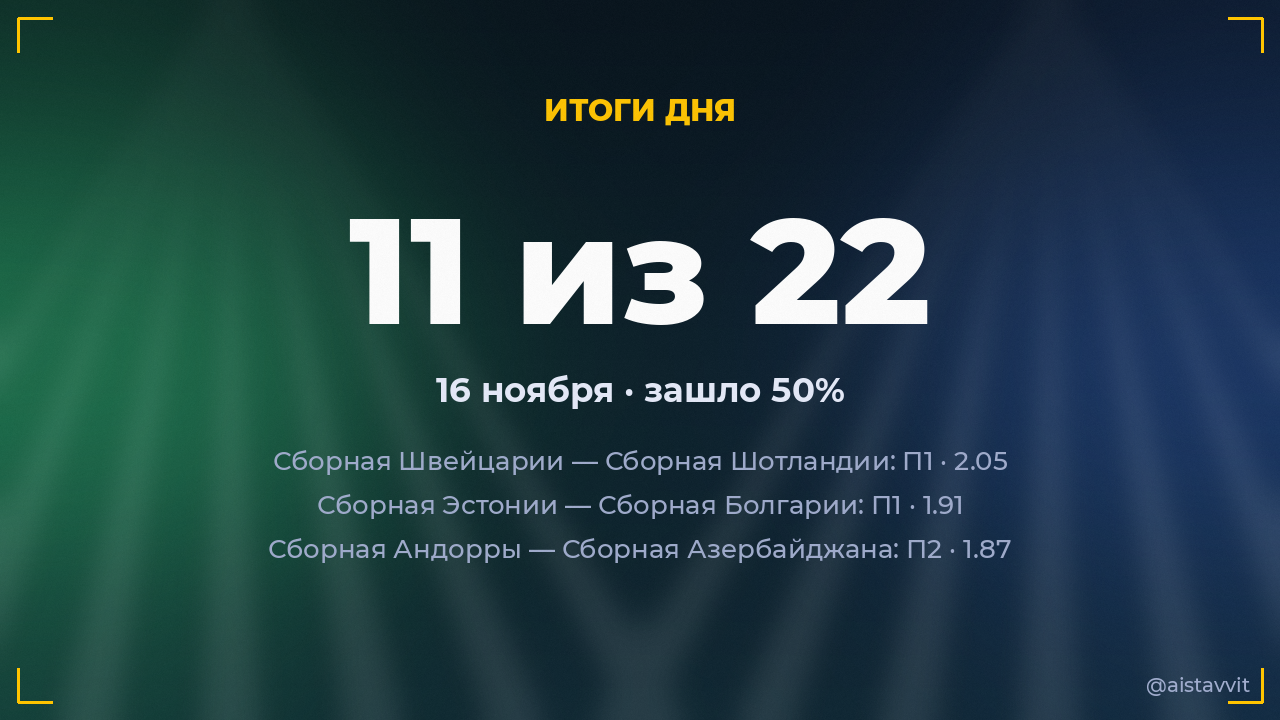 ИТОГИ ДНЯ
11 из 22
16 ноября · зашло 50%
Сборная Швейцарии — Сборная Шотландии: П1 · 2.05
Сборная Эстонии — Сборная Болгарии: П1 · 1.91
Сборная Андорры — Сборная Азербайджана: П2 · 1.87
@aistavvit